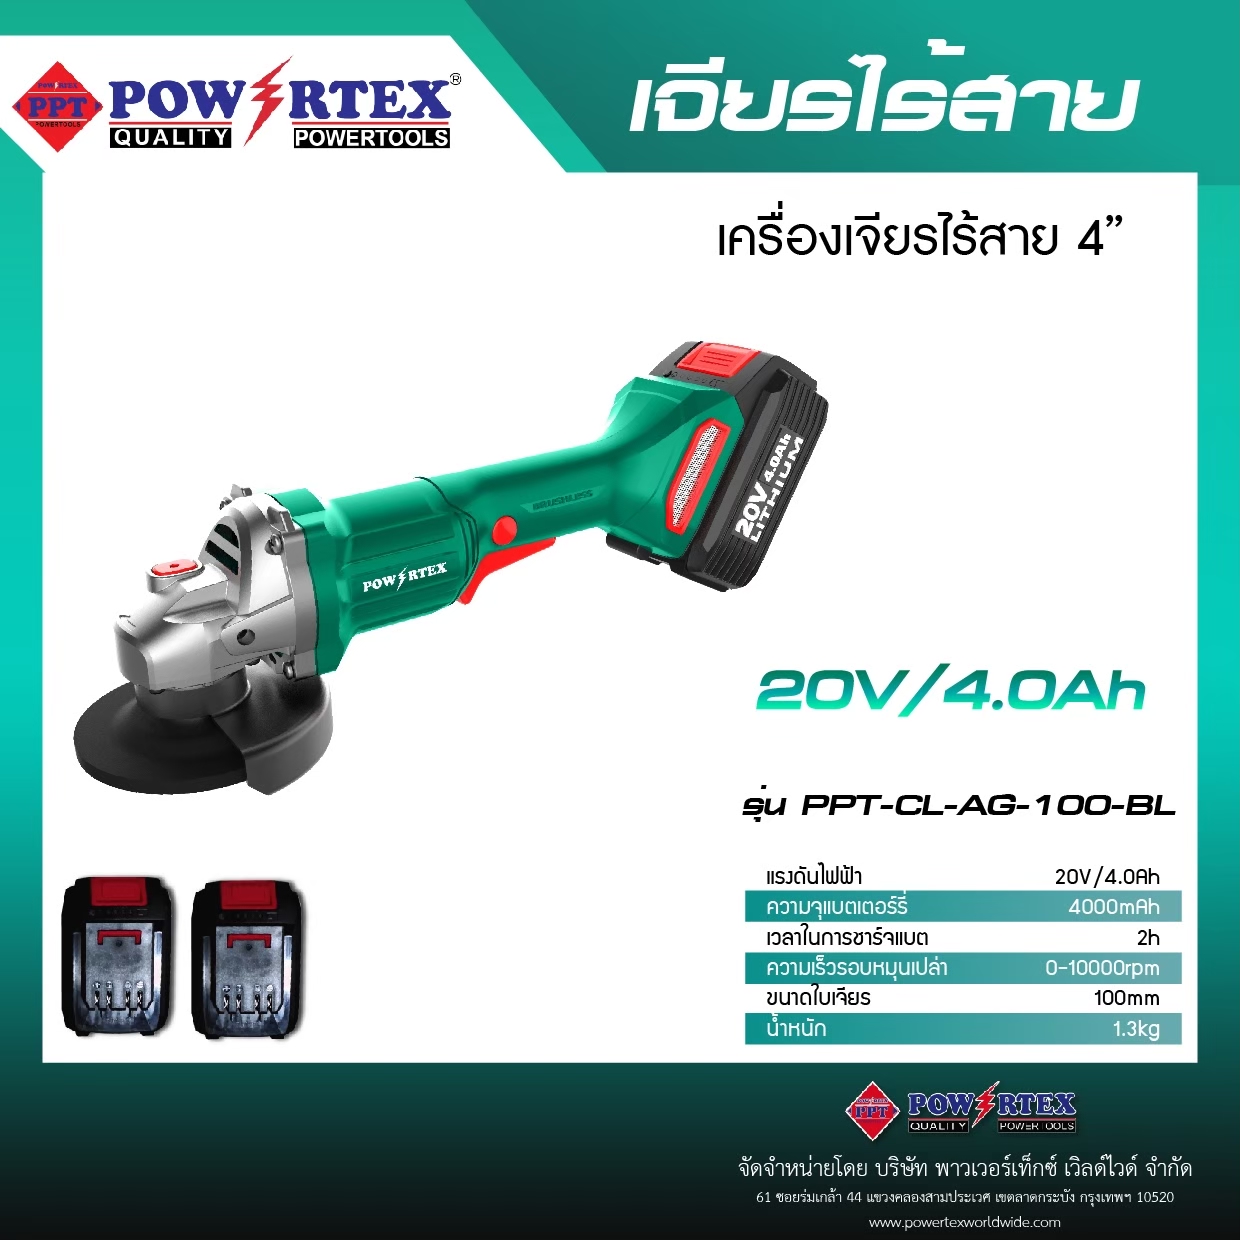 PPT
POWERTOOLS
POWERTEX®
QUALITY
POWERTOOLS
เจียรไร้สาย
เครื่องเจียรไร้สาย 4”
20V/4.0Ah
LITHIUM
BRUSHLESS
POWERTEX
20V/4.0Ah
รุ่น PPT-CL-AG-100-BL
แรงดันไฟฟ้า 20V/4.0Ah
ความจุแบตเตอร์รี่ 4000mAh
เวลาในการชาร์จแบต 2h
ความเร็วรอบหมุนเปล่า 0-10000rpm
ขนาดใบเจียร 100mm
น้ำหนัก 1.3kg
PPT
POWERTEX
QUALITY
POWERTOOLS
จัดจำหน่ายโดย บริษัท พาวเวอร์เท็กซ์ เวิลด์ไวด์ จำกัด
61 ซอยร่มเกล้า 44 แขวงคลองสามประเวศ เขตลาดกระบัง กรุงเทพฯ 10520
www.powertexworldwide.com